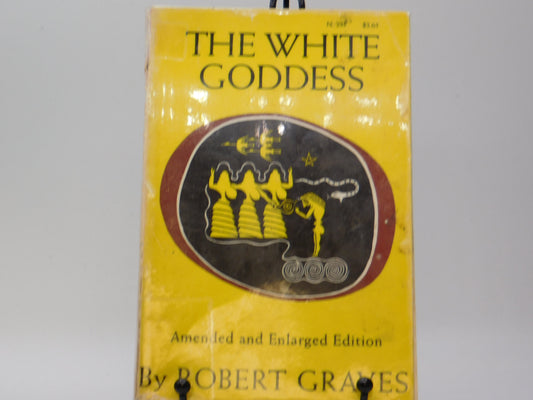 THE WHITE
GODDESS
Amended and Enlarged Edition
By ROBERT GRAVES